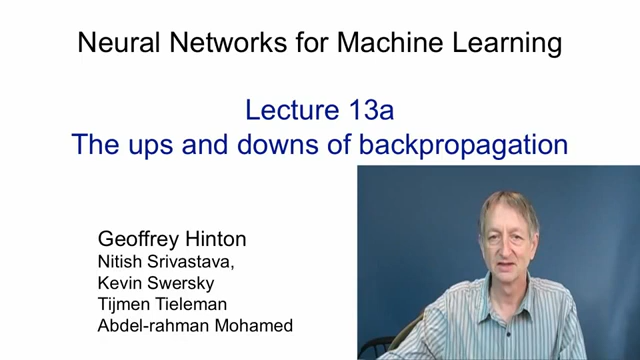 Neural Networks for Machine Learning
Lecture 13a
The ups and downs of backpropagation
Geoffrey Hinton
Nitish Srivastava,
Kevin Swersky
Tijmen Tieleman
Abdel-rahman Mohamed